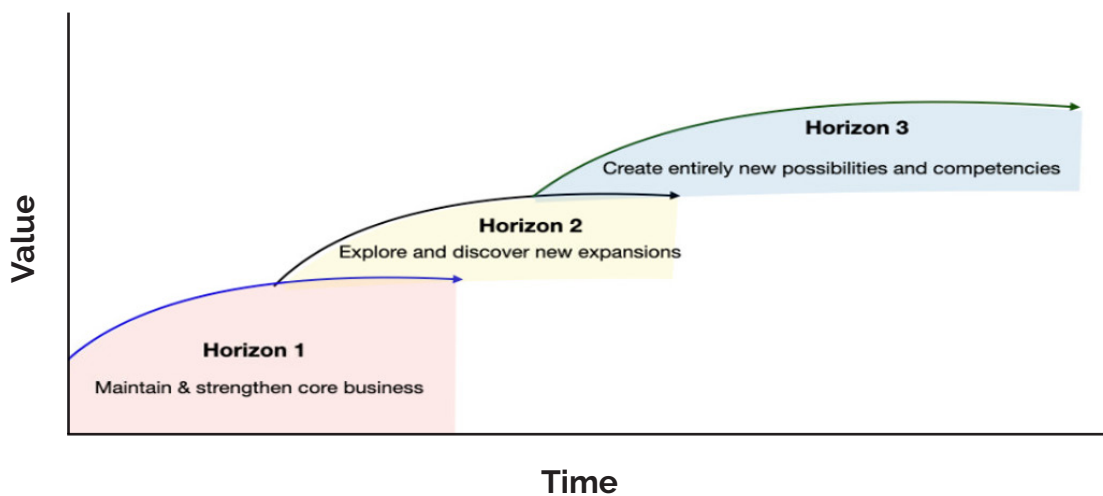 Horizon 3
Create entirely new possibilities and competencies
Horizon 2
Explore and discover new expansions
Value
Horizon 1
Maintain & strengthen core business
Time